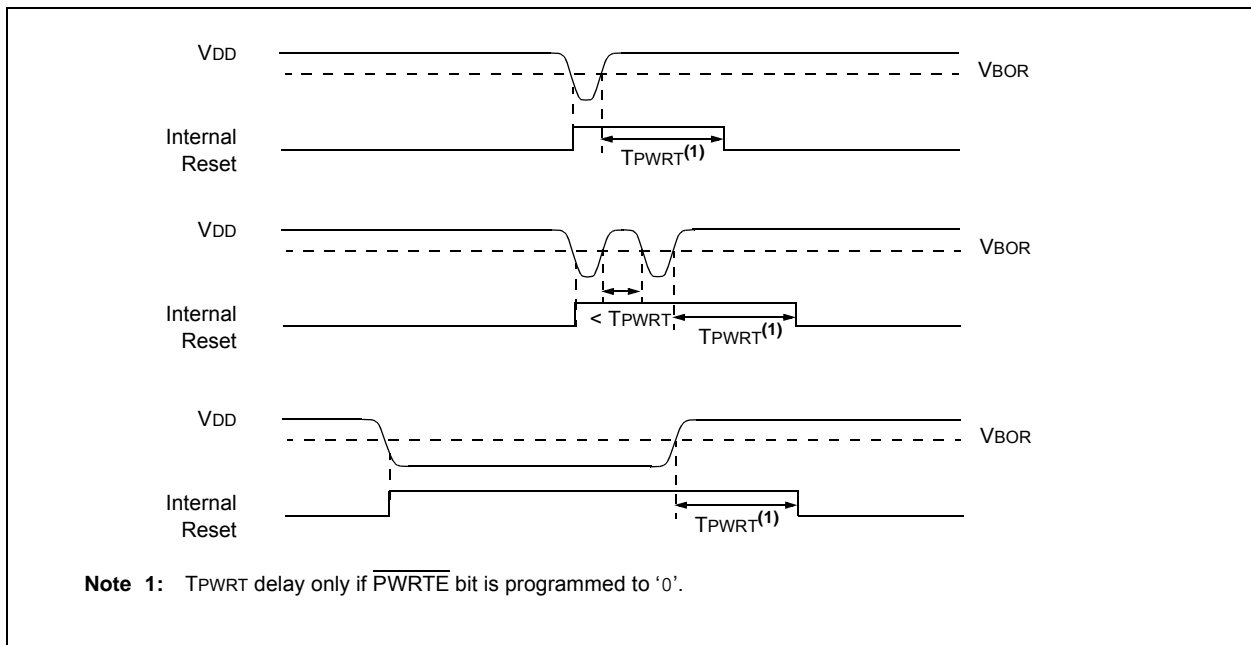 VDD
VBOR
Internal
Reset
TPWRT(1)
VDD
VBOR
Internal
Reset
< TPWRT
TPWRT(1)
VDD
VBOR
Internal
Reset
TPWRT(1)
Note 1: TPWRT delay only if PWRTE bit is programmed to ‘0’.